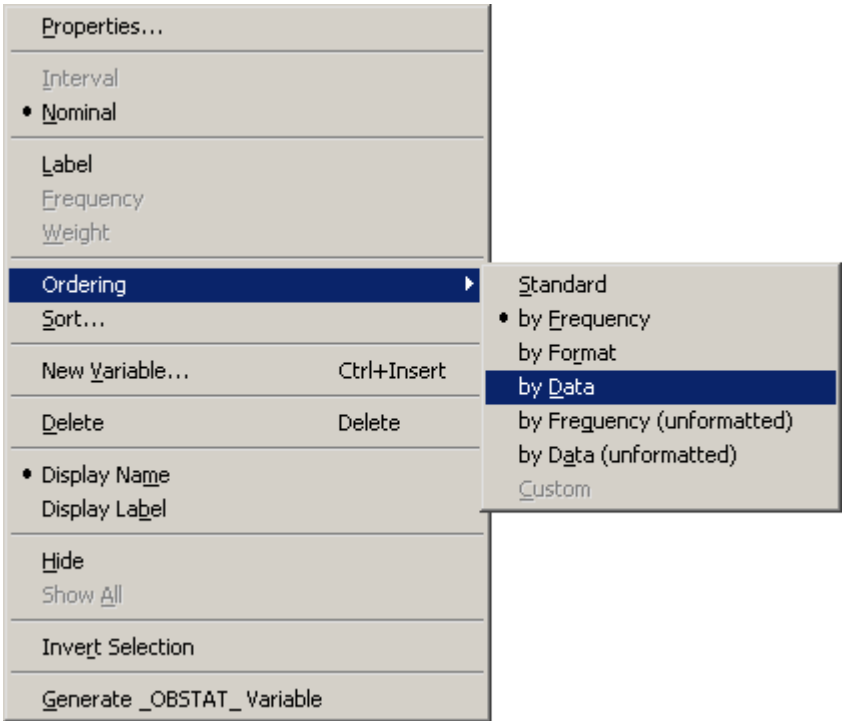 Properties...
Interval
Nominal
Label
Frequency
Weight
Ordering
Sort...
New Variable... Ctrl+Insert
Delete Delete
Display Name
Display Label
Hide
Show All
Invert Selection
Generate _OBSTAT_ Variable
Standard
by Frequency
by Format
by Data
by Frequency (unformatted)
by Data (unformatted)
Custom